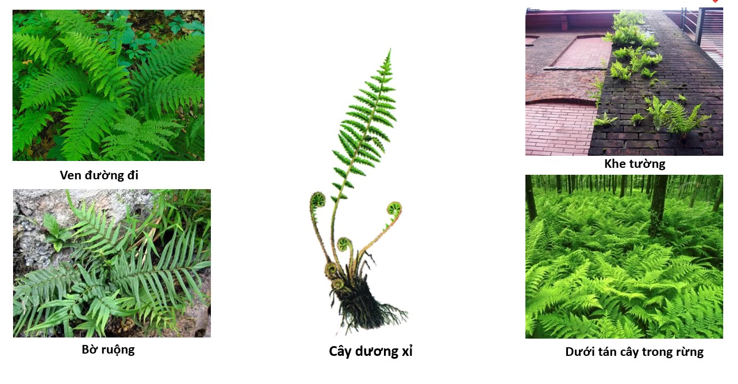 Ven đường đi
Khe tường
Bờ ruộng
Cây dương xỉ
Dưới tán cây trong rừng